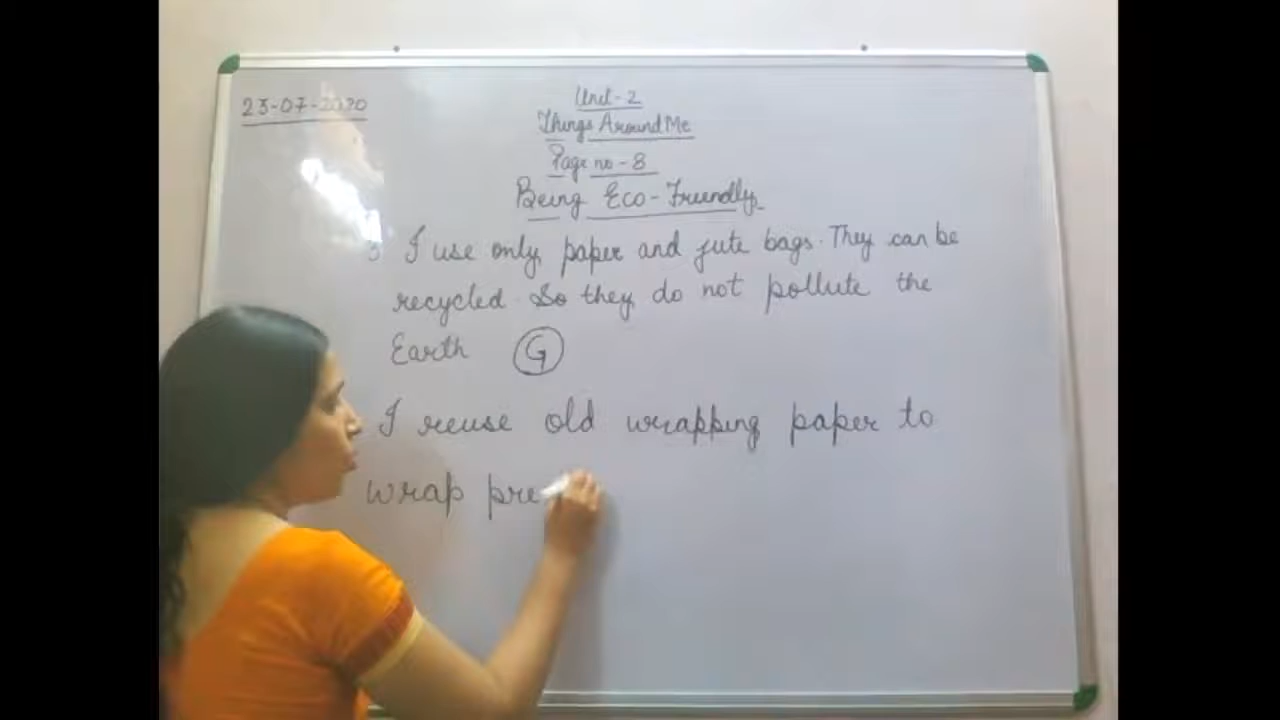 23-07-2020
Unit-2
Things Around Me
Page no-8
Being Eco-Friendly
I use only paper and jute bags. They can be
recycled. So they do not pollute the
Earth G
I reuse old wrapping paper to
wrap pre